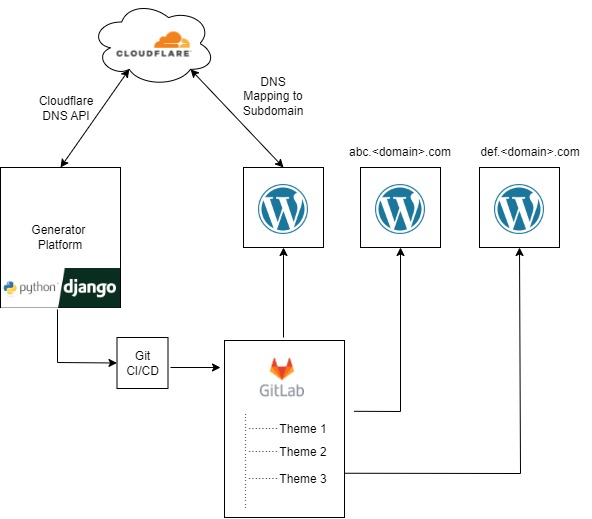 CLOUDFLARE
Cloudflare
DNS API
DNS
Mapping to
Subdomain
abc.<domain>.com
def.<domain>.com
Generator
Platform
python
django
W
W
W
Git
CI/CD
GitLab
Theme 1
Theme 2
Theme 3